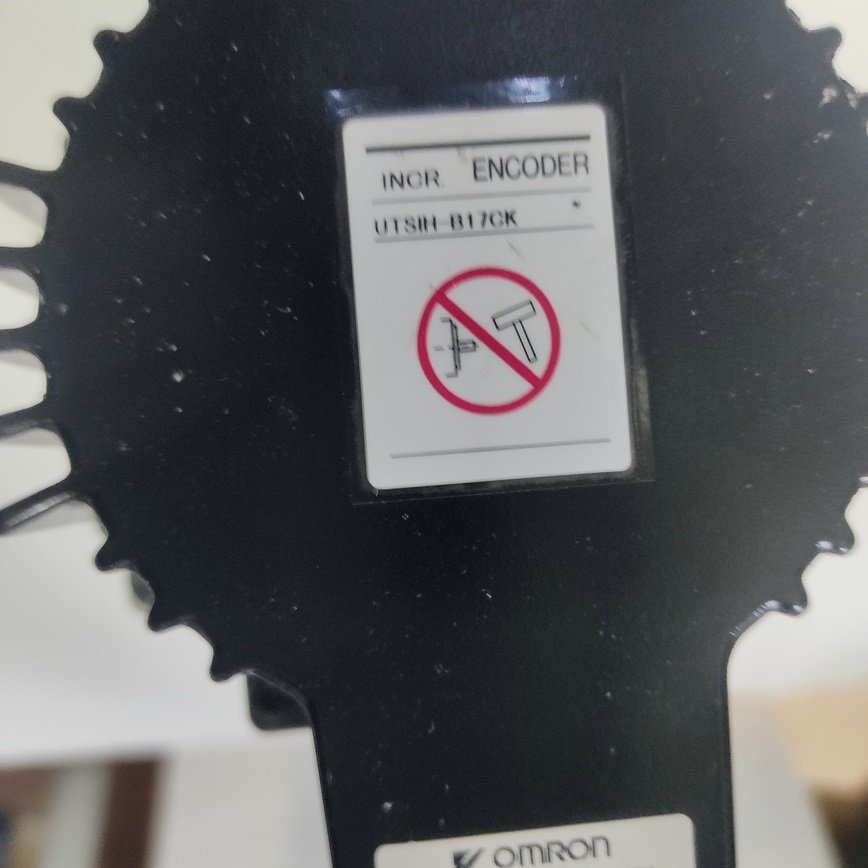 INCR. ENCODER
UTSIH-B17CK
OMRON